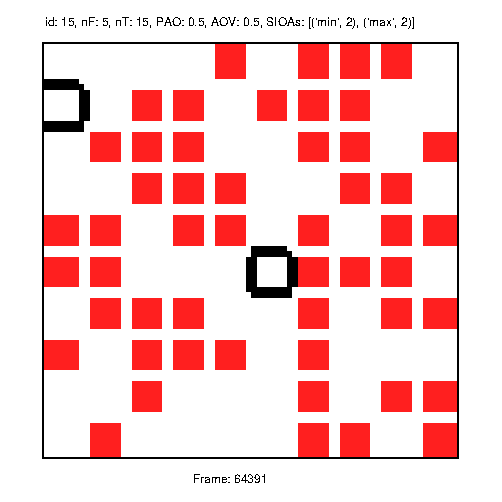 id: 15, nF: 5, nT: 15, PAO: 0.5, AOV: 0.5, SIOAs: [('min', 2), ('max', 2)]
Frame: 64391